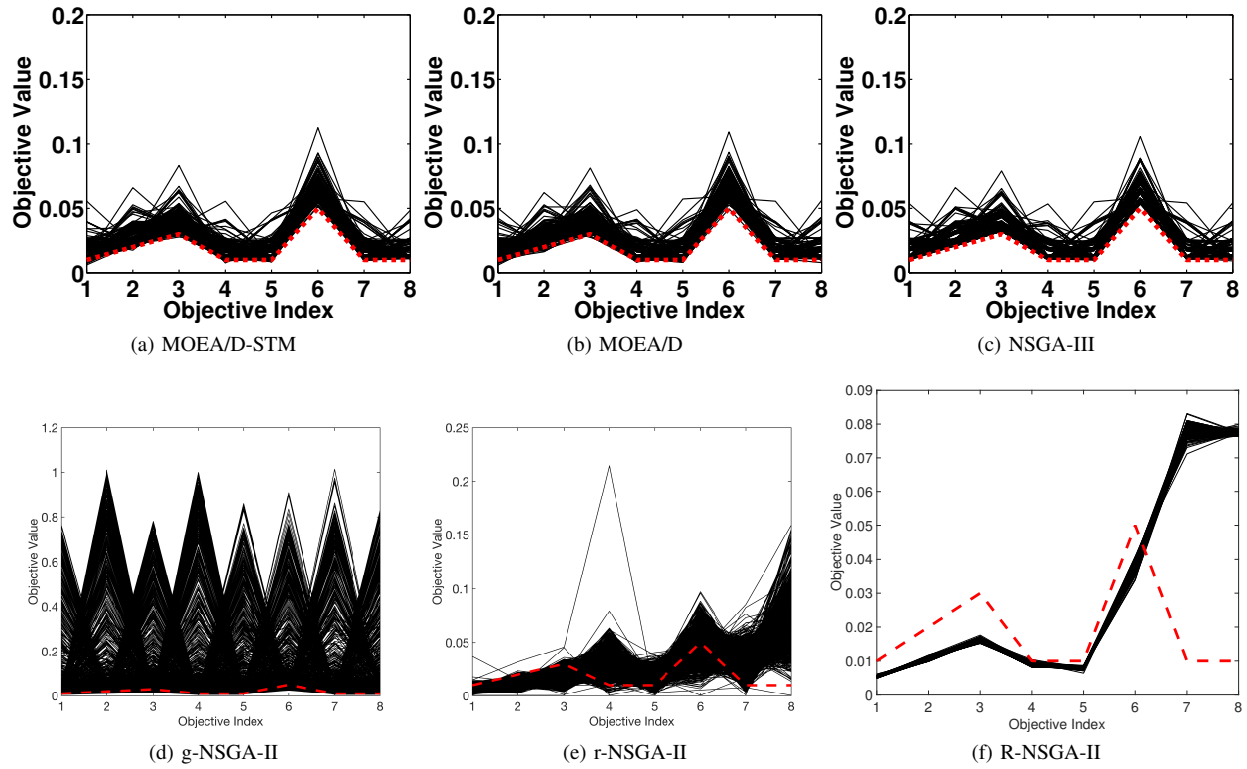 0.2
0.15
0.1
0.05
0
Objective Value
1 2 3 4 5 6 7 8
Objective Index
(a) MOEA/D-STM
0.2
0.15
0.1
0.05
0
Objective Value
1 2 3 4 5 6 7 8
Objective Index
(b) MOEA/D
0.2
0.15
0.1
0.05
0
Objective Value
1 2 3 4 5 6 7 8
Objective Index
(c) NSGA-III
1.2
1
0.8
0.6
0.4
0.2
0
Objective Value
1 2 3 4 5 6 7 8
Objective Index
(d) g-NSGA-II
0.25
0.2
0.15
0.1
0.05
0
Objective Value
1 2 3 4 5 6 7 8
Objective Index
(e) r-NSGA-II
0.09
0.08
0.07
0.06
0.05
0.04
0.03
0.02
0.01
0
Objective Value
1 2 3 4 5 6 7 8
Objective Index
(f) R-NSGA-II